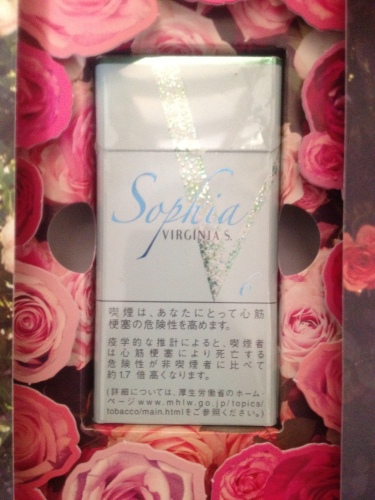 Sophia
VIRGINIA S.
6
喫煙は、あなたにとって心筋
梗塞の危険性を高めます。
疫学的な推計によると、喫煙者
は心筋梗塞により死亡する
危険性が非喫煙者に比べて
約1.7 倍高くなります。
(詳細については、厚生労働省のホーム・
ページ www.mhlw.go.jp/topics/
tobacco/main.htmlをご参照ください。)